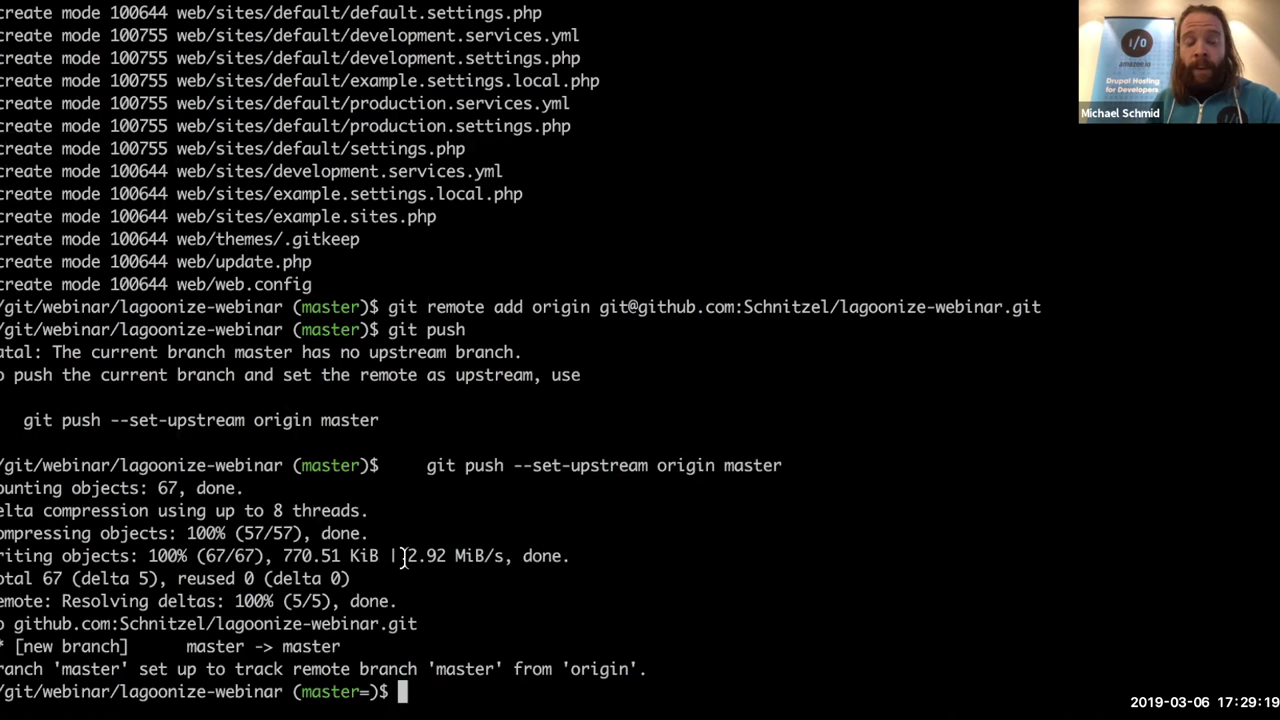 create mode 100644 web/sites/default/default.settings.php
create mode 100755 web/sites/default/development.services.yml
create mode 100755 web/sites/default/development.settings.php
create mode 100644 web/sites/default/example.settings.local.php
create mode 100755 web/sites/default/production.services.yml
create mode 100755 web/sites/default/production.settings.php
create mode 100755 web/sites/default/settings.php
create mode 100644 web/sites/development.services.yml
create mode 100644 web/sites/example.settings.local.php
create mode 100644 web/sites/example.sites.php
create mode 100644 web/themes/.gitkeep
create mode 100644 web/update.php
create mode 100644 web/web.config
/git/webinar/lagoonize-webinar (master)$ git remote add origin git@github.com:Schnitzel/lagoonize-webinar.git
/git/webinar/lagoonize-webinar (master)$ git push
atal: The current branch master has no upstream branch.
o push the current branch and set the remote as upstream, use
git push --set-upstream origin master
/git/webinar/lagoonize-webinar (master)$ git push --set-upstream origin master
ounting objects: 67, done.
elta compression using up to 8 threads.
ompressing objects: 100% (57/57), done.
riting objects: 100% (67/67), 770.51 KiB | 2.92 MiB/s, done.
otal 67 (delta 5), reused 0 (delta 0)
emote: Resolving deltas: 100% (5/5), done.
o github.com:Schnitzel/lagoonize-webinar.git
* [new branch] master -> master
ranch 'master' set up to track remote branch 'master' from 'origin'.
/git/webinar/lagoonize-webinar (master=)$
I/O
amazee.io
Drupal Hosting
for Developers
Michael Schmid
2019-03-06 17:29:19